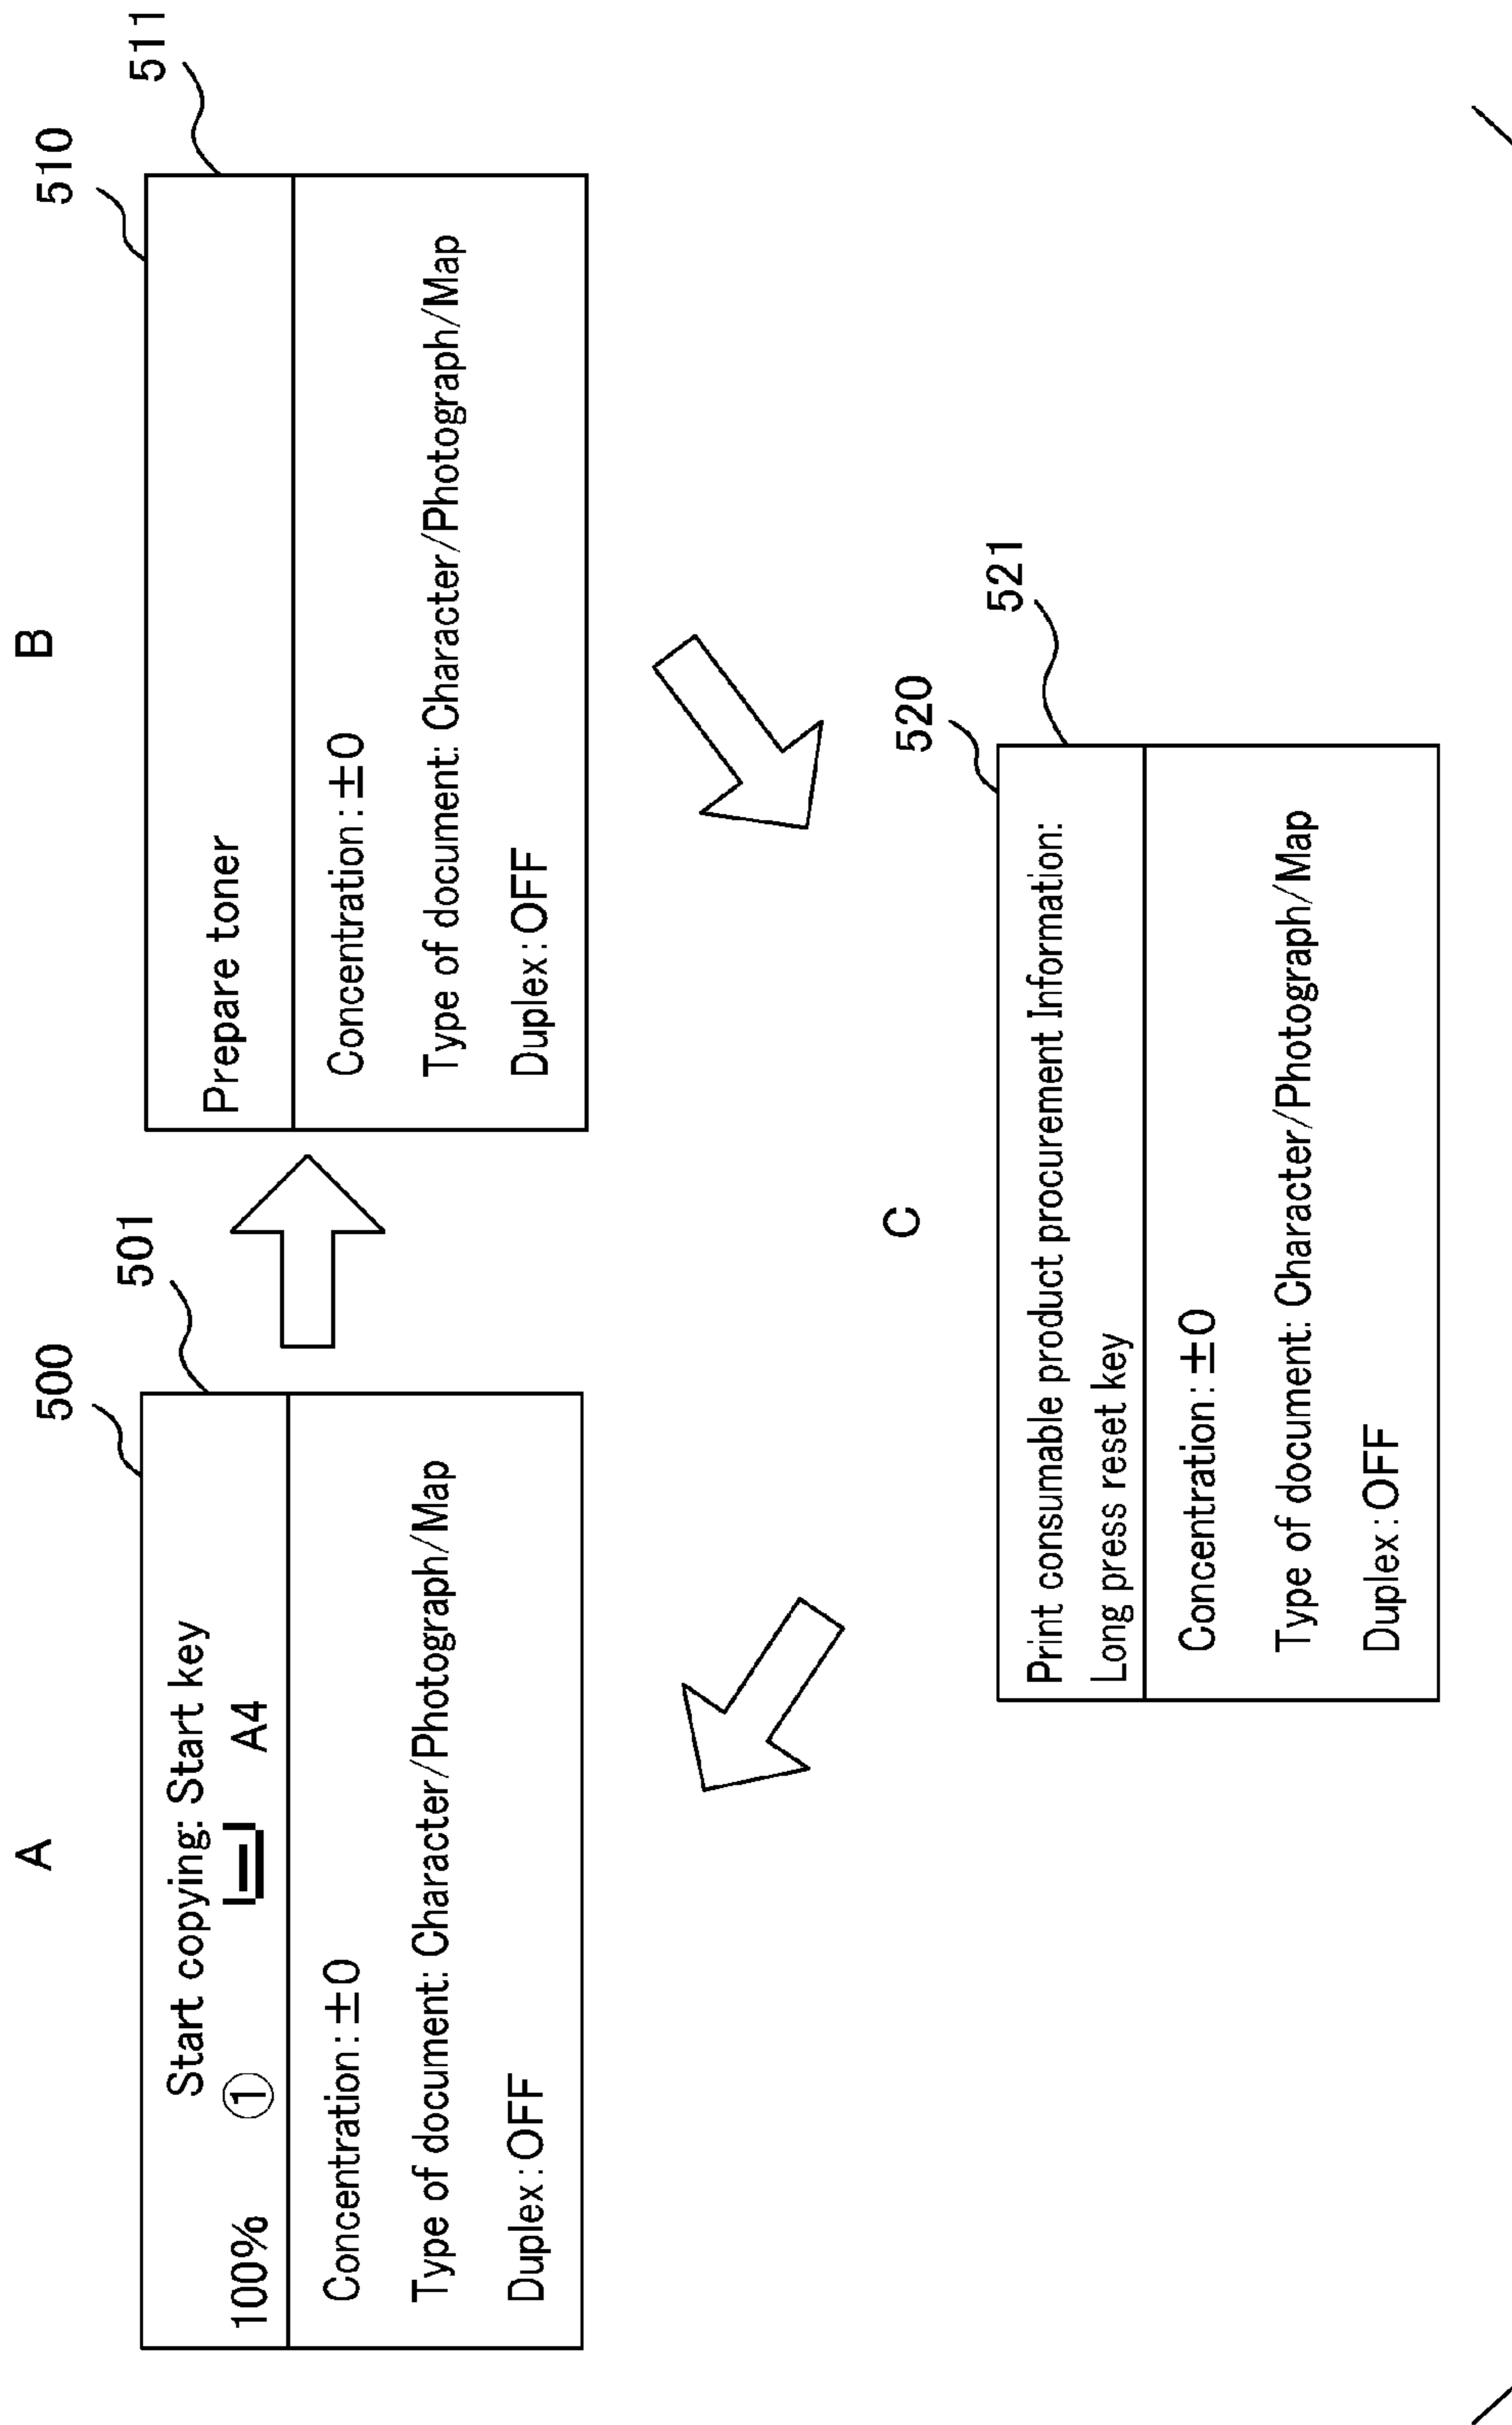 A
500
501
Start copying: Start key
100% ① A4
Concentration:±0
Type of document: Character/Photograph/Map
Duplex:OFF
B
510
511
Prepare toner
Concentration:±0
Type of document: Character/Photograph/Map
Duplex:OFF
C
520
521
Print consumable product procurement Information:
Long press reset key
Concentration:±0
Type of document: Character/Photograph/Map
Duplex:OFF